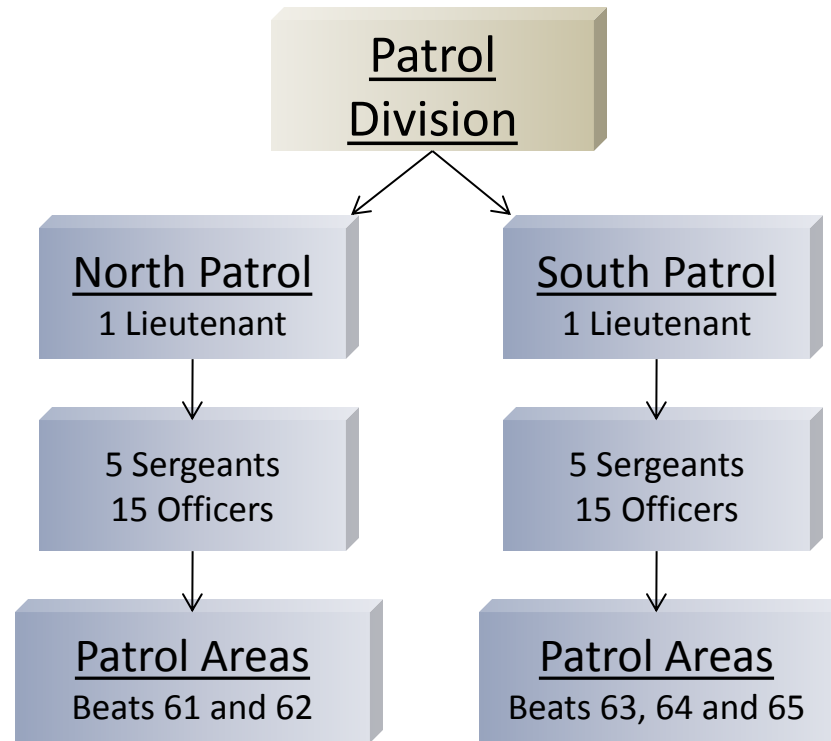 Patrol
Division
North Patrol
1 Lieutenant
5 Sergeants
15 Officers
Patrol Areas
Beats 61 and 62
South Patrol
1 Lieutenant
5 Sergeants
15 Officers
Patrol Areas
Beats 63, 64 and 65